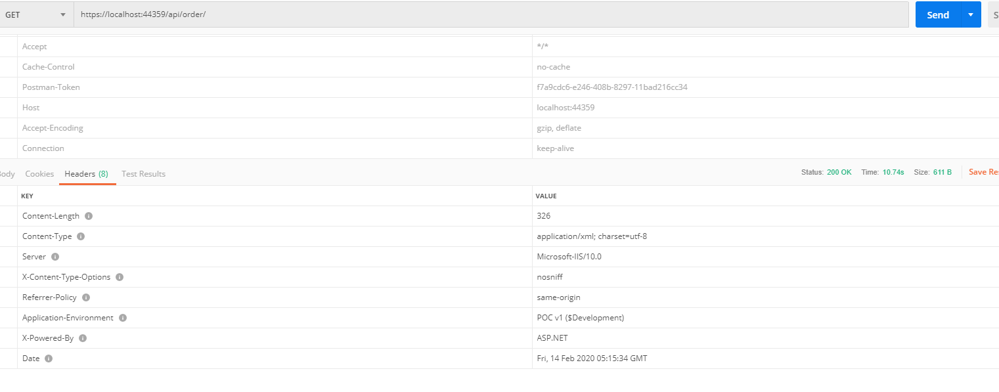 GET https://localhost:44359/api/order/ Send S
Accept */*
Cache-Control no-cache
Postman-Token f7a9cdc6-e246-408b-8297-11bad216cc34
Host localhost:44359
Accept-Encoding gzip, deflate
Connection keep-alive
Body Cookies Headers (8) Test Results Status: 200 OK Time: 10.74s Size: 611 B Save Res
KEY VALUE
Content-Length 326
Content-Type application/xml; charset=utf-8
Server Microsoft-IIS/10.0
X-Content-Type-Options nosniff
Referrer-Policy same-origin
Application-Environment POC v1 ($Development)
X-Powered-By ASP.NET
Date Fri, 14 Feb 2020 05:15:34 GMT